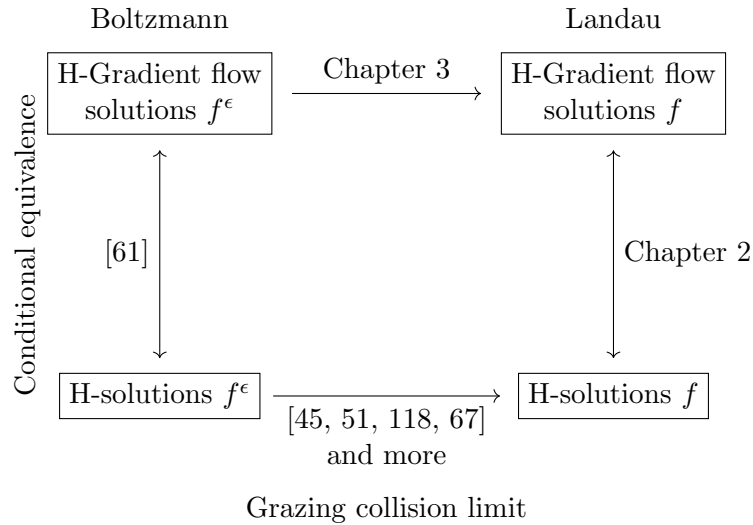 Boltzmann
Landau
H-Gradient flow
solutions f^ϵ
Chapter 3
H-Gradient flow
solutions f
Conditional equivalence
[61]
Chapter 2
H-solutions f^ϵ
[45, 51, 118, 67]
and more
H-solutions f
Grazing collision limit